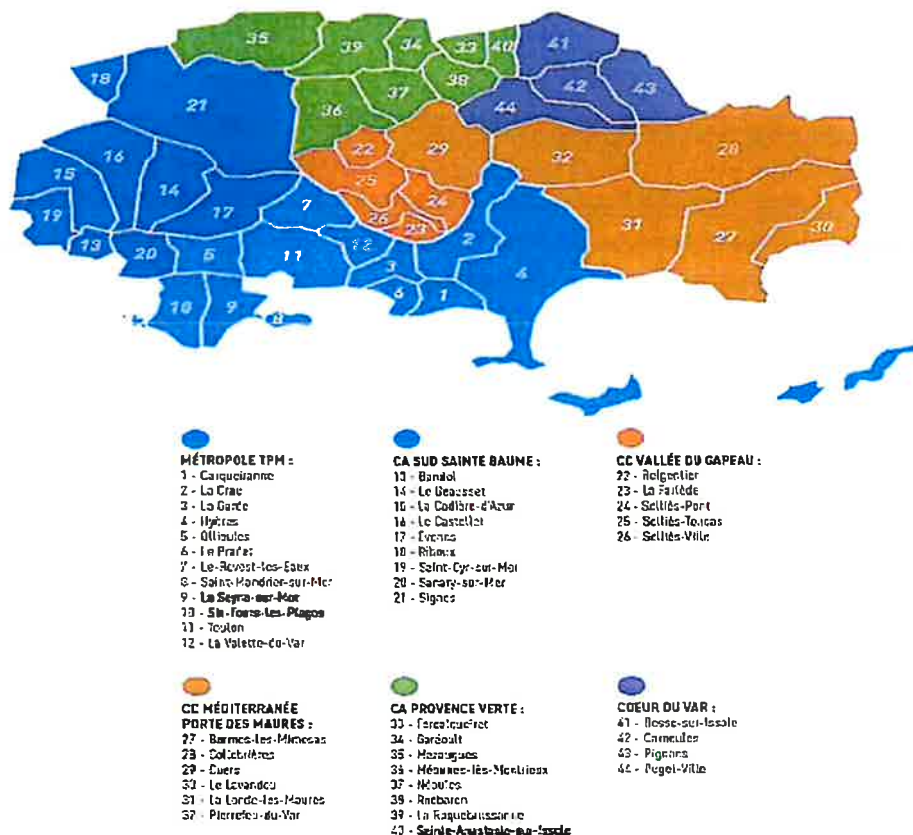 35
39
34
33
40
41
18
21
38
42
43
37
44
36
16
22
29
32
28
15
14
25
24
7
17
26
23
2
31
27
30
19
13
20
5
11
12
3
4
6
1
18
9
8
MÉTROPOLE TPM :
1 - Carqueiranne
2 - La Crau
3 - La Garde
4 - Hyères
5 - Ollioules
6 - Le Pradet
7 - Le-Revest-les-Eaux
8 - Saint-Mandrier-sur-Mer
9 - La Seyne-sur-Mer
10 - Six-Fours-les-Plages
11 - Toulon
12 - La Valette-du-Var
CA SUD SAINTE BAUME :
13 - Bandol
14 - Le Beausset
15 - La Cadière-d'Azur
16 - Le Castellet
17 - Evenos
18 - Riboux
19 - Saint-Cyr-sur-Mer
20 - Sanary-sur-Mer
21 - Signes
CC VALLÉE DU GAPEAU :
22 - Belgentier
23 - La Farlède
24 - Solliès-Pont
25 - Solliès-Toucas
26 - Solliès-Ville
CC MÉDITERRANÉE
PORTE DES MAURES :
27 - Bormes-les-Mimosas
28 - Collobrières
29 - Cuers
30 - Le Lavandou
31 - La Londe-les-Maures
32 - Pierrefeu-du-Var
CA PROVENCE VERTE :
33 - Forcalqueiret
34 - Garéoult
35 - Mazaugues
36 - Méounes-lès-Montrieux
37 - Néoules
38 - Rocbaron
39 - La Roquebrussanne
40 - Sainte-Anastasie-sur-Issole
COEUR DU VAR :
41 - Besse-sur-Issole
42 - Carnoules
43 - Pignans
44 - Puget-Ville